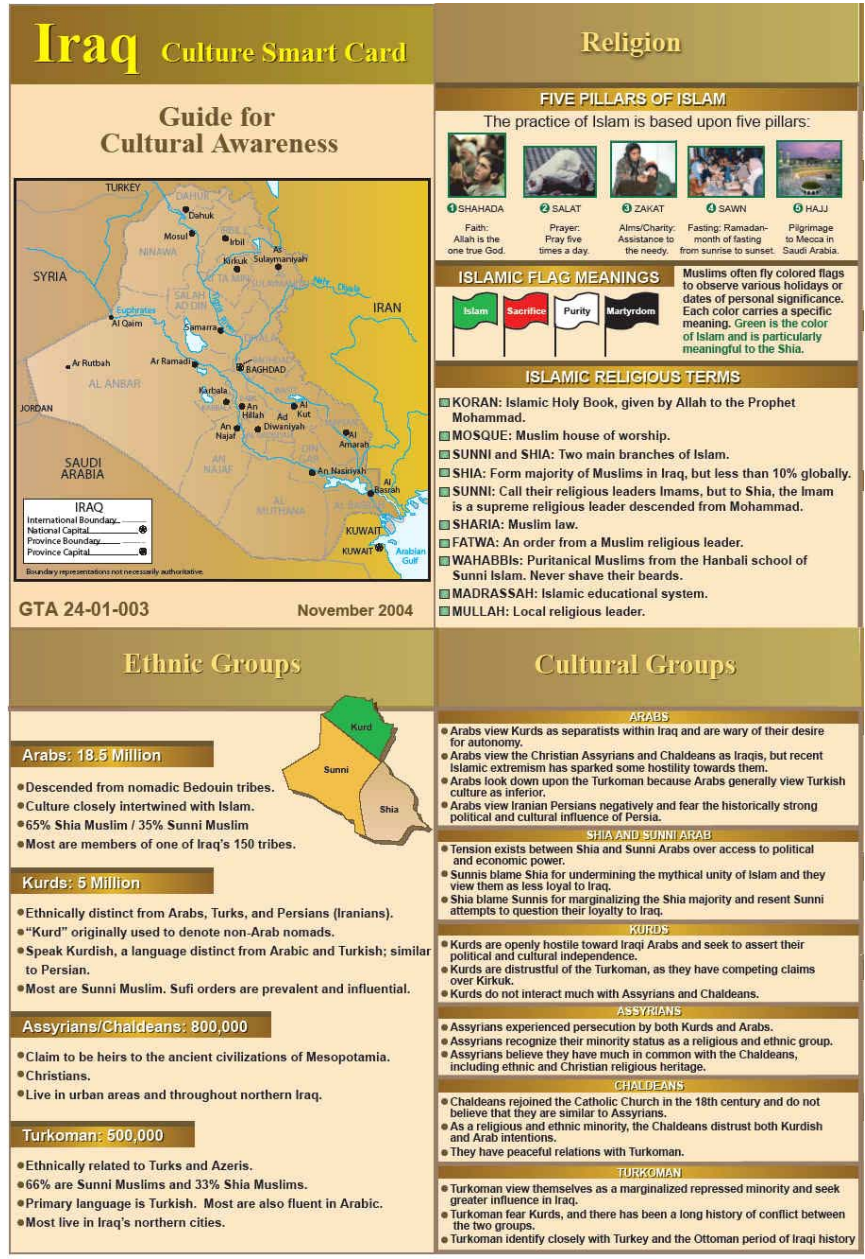 Iraq Culture Smart Card
Guide for
Cultural Awareness
TURKEY
SYRIA
IRAN
JORDAN
SAUDI
ARABIA
KUWAIT
KUWAIT
Arabian
Gulf
DAHUK
Dahuk
Mosul
Irbil
NINAWA
Kirkuk
As
Sulaymaniyah
SALAH
AD DIN
Tigris River
Nahr Diyala
Euphrates
Al Qaim
Samarra
DIYALA
Ar Rutbah
Ar Ramadi
BAGHDAD
BAGHDAD
AL ANBAR
Karbala
An
Hillah
Al
Kut
Ad
Diwaniyah
An
Najaf
Al
Amarah
AN
NAJAF
An Nasiriyah
Al
Basrah
AL
MUTHANA
IRAQ
International Boundary
National Capital
Province Boundary
Province Capital
Boundary representations not necessarily authoritative.
GTA 24-01-003
November 2004
Religion
FIVE PILLARS OF ISLAM
The practice of Islam is based upon five pillars:
1 SHAHADA
Faith:
Allah is the
one true God.
2 SALAT
Prayer:
Pray five
times a day.
3 ZAKAT
Alms/Charity:
Assistance to
the needy.
4 SAWN
Fasting: Ramadan-
month of fasting
from sunrise to sunset.
5 HAJJ
Pilgrimage
to Mecca in
Saudi Arabia.
ISLAMIC FLAG MEANINGS
Islam
Sacrifice
Purity
Martyrdom
Muslims often fly colored flags
to observe various holidays or
dates of personal significance.
Each color carries a specific
meaning. Green is the color
of Islam and is particularly
meaningful to the Shia.
ISLAMIC RELIGIOUS TERMS
KORAN: Islamic Holy Book, given by Allah to the Prophet
Mohammad.
MOSQUE: Muslim house of worship.
SUNNI and SHIA: Two main branches of Islam.
SHIA: Form majority of Muslims in Iraq, but less than 10% globally.
SUNNI: Call their religious leaders Imams, but to Shia, the Imam
is a supreme religious leader descended from Mohammad.
SHARIA: Muslim law.
FATWA: An order from a Muslim religious leader.
WAHABBIs: Puritanical Muslims from the Hanbali school of
Sunni Islam. Never shave their beards.
MADRASSAH: Islamic educational system.
MULLAH: Local religious leader.
Ethnic Groups
Kurd
Sunni
Shia
Arabs: 18.5 Million
Descended from nomadic Bedouin tribes.
Culture closely intertwined with Islam.
65% Shia Muslim / 35% Sunni Muslim
Most are members of one of Iraq's 150 tribes.
Kurds: 5 Million
Ethnically distinct from Arabs, Turks, and Persians (Iranians).
“Kurd” originally used to denote non-Arab nomads.
Speak Kurdish, a language distinct from Arabic and Turkish; similar
to Persian.
Most are Sunni Muslim. Sufi orders are prevalent and influential.
Assyrians/Chaldeans: 800,000
Claim to be heirs to the ancient civilizations of Mesopotamia.
Christians.
Live in urban areas and throughout northern Iraq.
Turkoman: 500,000
Ethnically related to Turks and Azeris.
66% are Sunni Muslims and 33% Shia Muslims.
Primary language is Turkish. Most are also fluent in Arabic.
Most live in Iraq's northern cities.
Cultural Groups
ARABS
Arabs view Kurds as separatists within Iraq and are wary of their desire
for autonomy.
Arabs view the Christian Assyrians and Chaldeans as Iraqis, but recent
Islamic extremism has sparked some hostility towards them.
Arabs look down upon the Turkoman because Arabs generally view Turkish
culture as inferior.
Arabs view Iranian Persians negatively and fear the historically strong
political and cultural influence of Persia.
SHIA AND SUNNI ARAB
Tension exists between Shia and Sunni Arabs over access to political
and economic power.
Sunnis blame Shia for undermining the mythical unity of Islam and they
view them as less loyal to Iraq.
Shia blame Sunnis for marginalizing the Shia majority and resent Sunni
attempts to question their loyalty to Iraq.
KURDS
Kurds are openly hostile toward Iraqi Arabs and seek to assert their
political and cultural independence.
Kurds are distrustful of the Turkoman, as they have competing claims
over Kirkuk.
Kurds do not interact much with Assyrians and Chaldeans.
ASSYRIANS
Assyrians experienced persecution by both Kurds and Arabs.
Assyrians recognize their minority status as a religious and ethnic group.
Assyrians believe they have much in common with the Chaldeans,
including ethnic and Christian religious heritage.
CHALDEANS
Chaldeans rejoined the Catholic Church in the 18th century and do not
believe that they are similar to Assyrians.
As a religious and ethnic minority, the Chaldeans distrust both Kurdish
and Arab intentions.
They have peaceful relations with Turkoman.
TURKOMAN
Turkoman view themselves as a marginalized repressed minority and seek
greater influence in Iraq.
Turkoman fear Kurds, and there has been a long history of conflict between
the two groups.
Turkoman identify closely with Turkey and the Ottoman period of Iraqi history